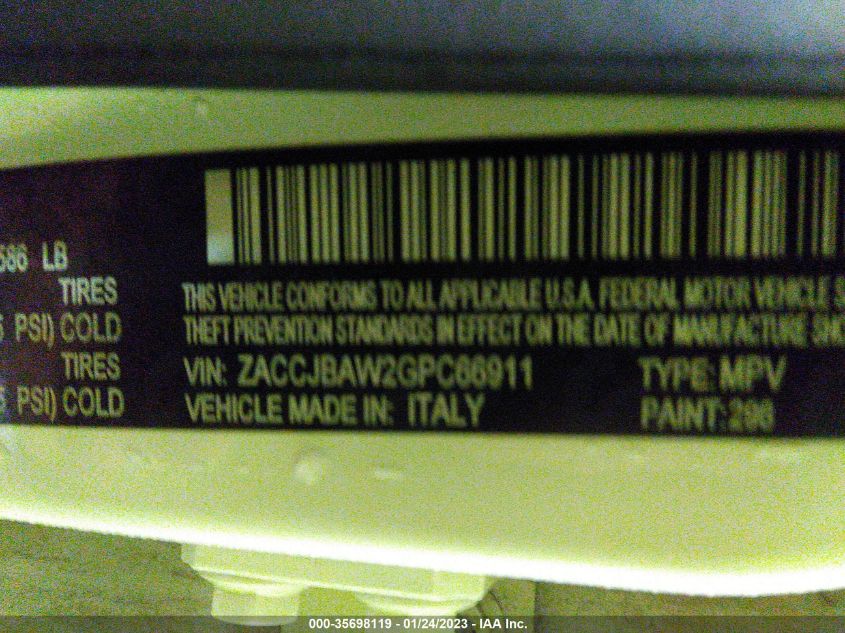 586 LB
TIRES
PSI) COLD
TIRES
PSI) COLD
THIS VEHICLE CONFORMS TO ALL APPLICABLE U.S.A. FEDERAL MOTOR VEHICLE S
THEFT PREVENTION STANDARDS IN EFFECT ON THE DATE OF MANUFACTURE SHO
VIN: ZACCJBAW2GPC66911 TYPE: MPV
VEHICLE MADE IN: ITALY PAINT: 296
000-35698119 - 01/24/2023 - IAA Inc.